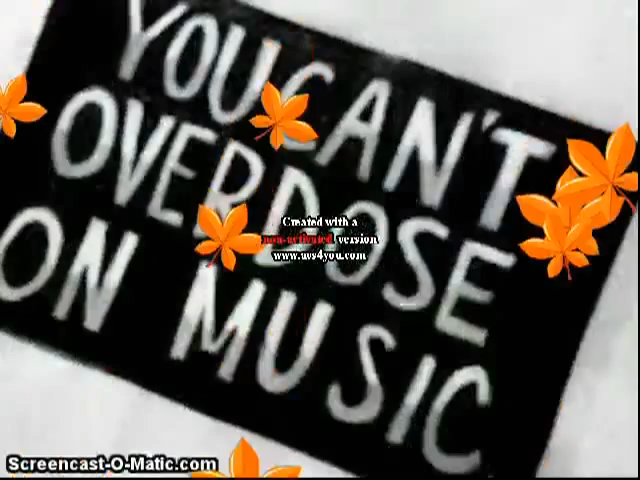 YOU CAN'T
OVERDOSE
ON MUSIC
Created with a
non-activated version
www.avs4you.com
Screencast-O-Matic.com